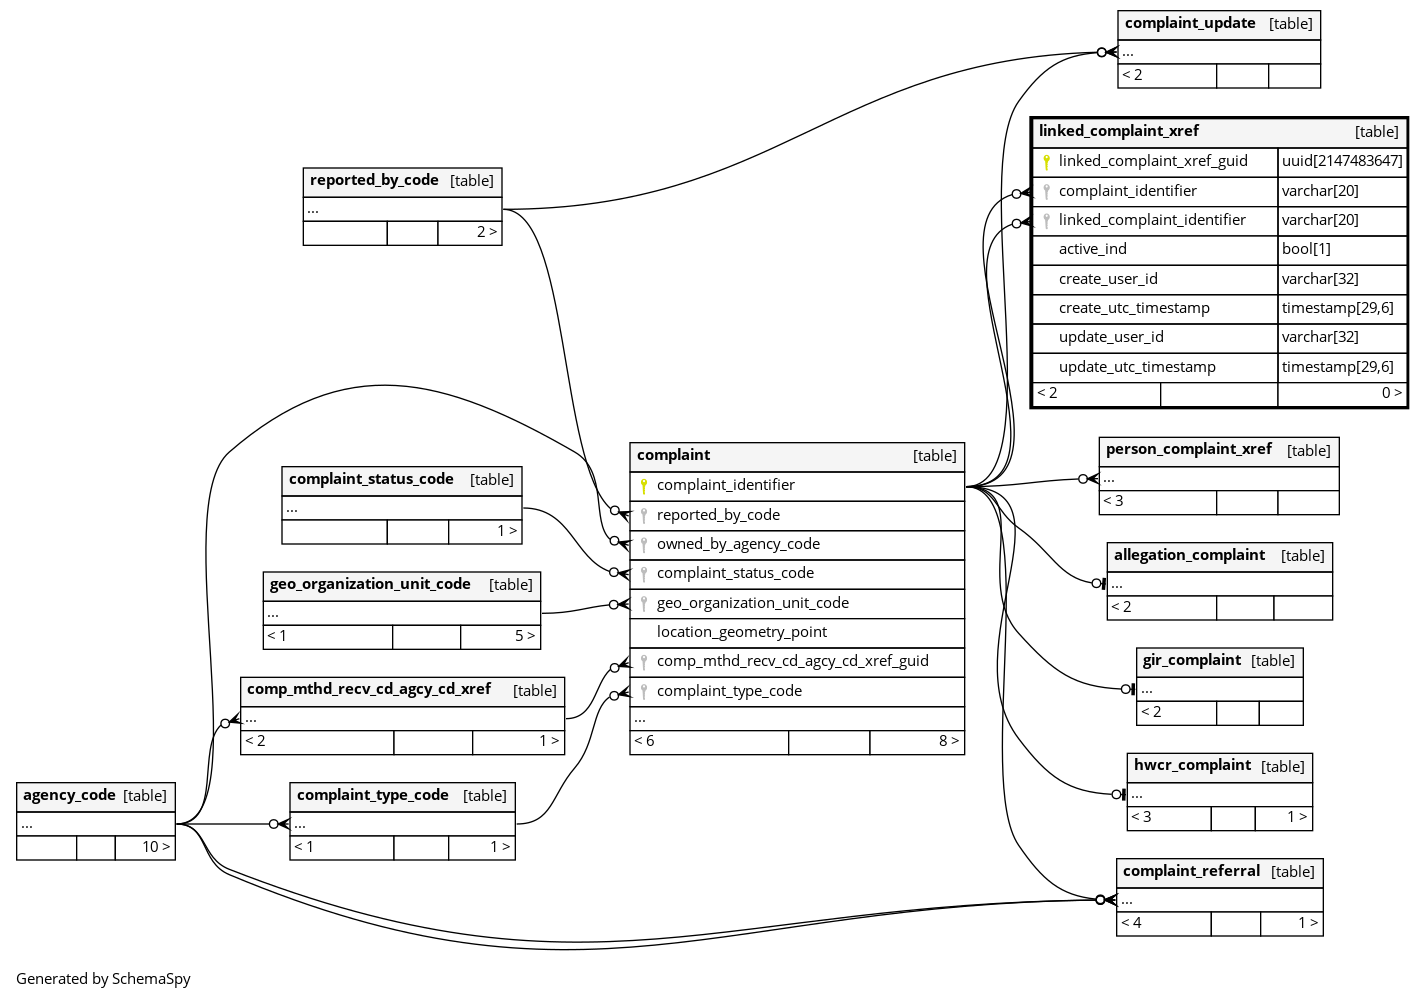 complaint_update [table]
...
< 2
linked_complaint_xref [table]
linked_complaint_xref_guid uuid[2147483647]
complaint_identifier varchar[20]
linked_complaint_identifier varchar[20]
active_ind bool[1]
create_user_id varchar[32]
create_utc_timestamp timestamp[29,6]
update_user_id varchar[32]
update_utc_timestamp timestamp[29,6]
< 2 0 >
reported_by_code [table]
...
2 >
complaint [table]
complaint_identifier
reported_by_code
owned_by_agency_code
complaint_status_code
geo_organization_unit_code
location_geometry_point
comp_mthd_recv_cd_agcy_cd_xref_guid
complaint_type_code
...
< 6 8 >
complaint_status_code [table]
...
1 >
geo_organization_unit_code [table]
...
< 1 5 >
comp_mthd_recv_cd_agcy_cd_xref [table]
...
< 2 1 >
agency_code [table]
...
10 >
complaint_type_code [table]
...
< 1 1 >
person_complaint_xref [table]
...
< 3
allegation_complaint [table]
...
< 2
gir_complaint [table]
...
< 2
hwcr_complaint [table]
...
< 3 1 >
complaint_referral [table]
...
< 4 1 >
Generated by SchemaSpy